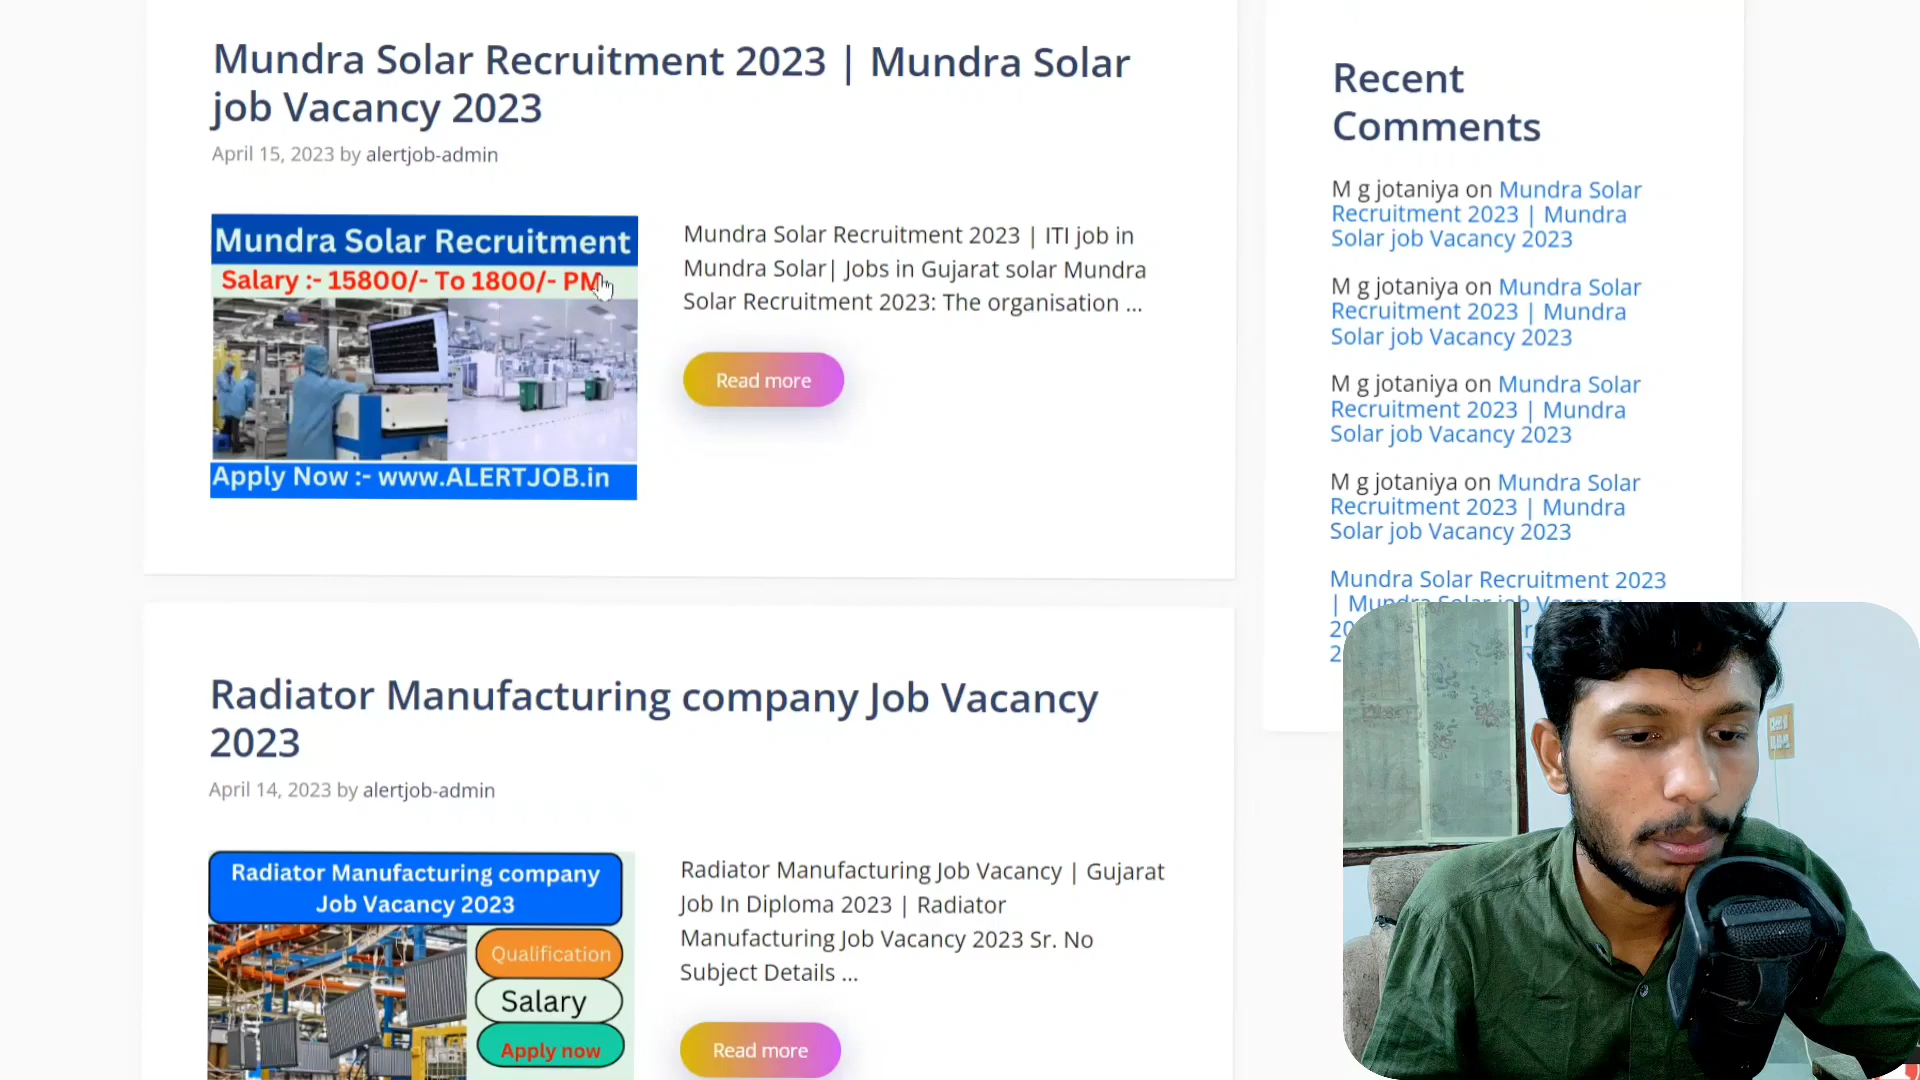 Mundra Solar Recruitment 2023 | Mundra Solar
job Vacancy 2023
April 15, 2023 by alertjob-admin
Mundra Solar Recruitment
Salary :- 15800/- To 1800/- PM
Apply Now :- www.ALERTJOB.in
Mundra Solar Recruitment 2023 | ITI job in
Mundra Solar| Jobs in Gujarat solar Mundra
Solar Recruitment 2023: The organisation ...
Read more
Radiator Manufacturing company Job Vacancy
2023
April 14, 2023 by alertjob-admin
Radiator Manufacturing company
Job Vacancy 2023
Qualification
Salary
Apply now
Radiator Manufacturing Job Vacancy | Gujarat
Job In Diploma 2023 | Radiator
Manufacturing Job Vacancy 2023 Sr. No
Subject Details ...
Read more
Recent
Comments
M g jotaniya on Mundra Solar
Recruitment 2023 | Mundra
Solar job Vacancy 2023
M g jotaniya on Mundra Solar
Recruitment 2023 | Mundra
Solar job Vacancy 2023
M g jotaniya on Mundra Solar
Recruitment 2023 | Mundra
Solar job Vacancy 2023
M g jotaniya on Mundra Solar
Recruitment 2023 | Mundra
Solar job Vacancy 2023
Mundra Solar Recruitment 2023
| Mundra Solar job Vacancy